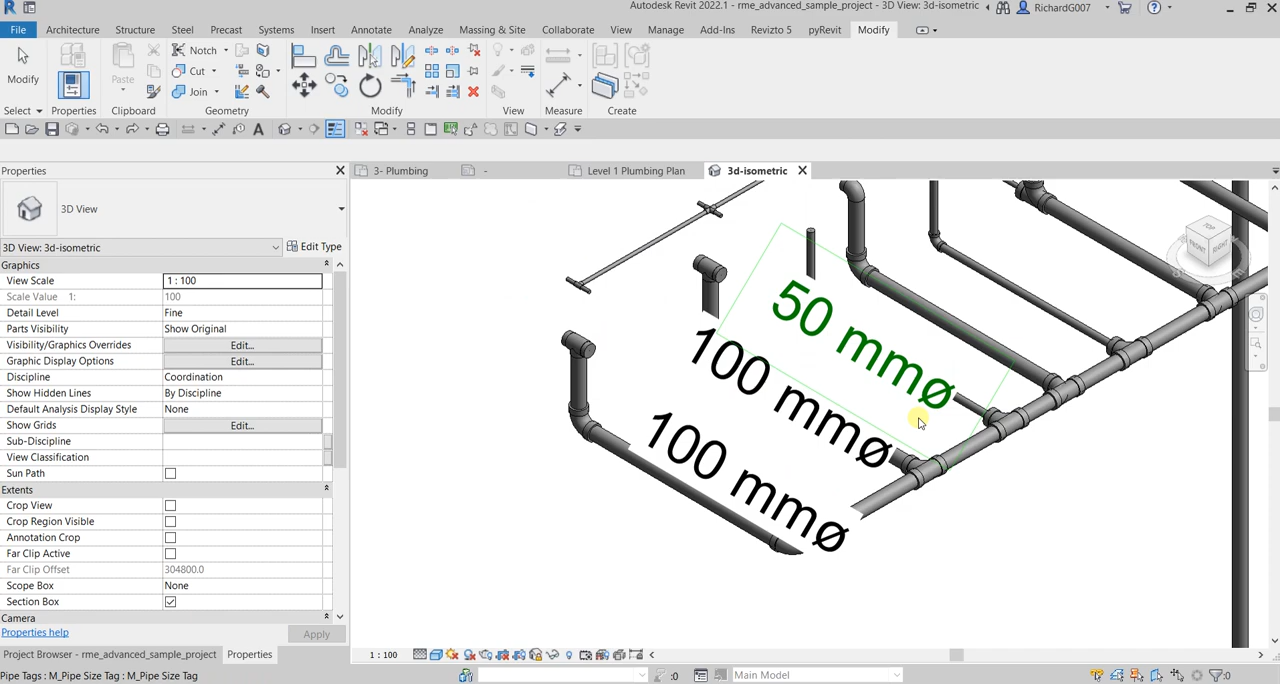 Autodesk Revit 2022.1 - rme_advanced_sample_project - 3D View: 3d-isometric
RichardG007
File Architecture Structure Steel Precast Systems Insert Annotate Analyze Massing & Site Collaborate View Manage Add-Ins Revizto 5 pyRevit Modify
Modify
Paste
Notch
Cut
Join
Select Properties Clipboard Geometry Modify View Measure Create
Properties
3- Plumbing
-
Level 1 Plumbing Plan
3d-isometric
3D View
3D View: 3d-isometric
Edit Type
Graphics
View Scale 1 : 100
Scale Value 1: 100
Detail Level Fine
Parts Visibility Show Original
Visibility/Graphics Overrides Edit...
Graphic Display Options Edit...
Discipline Coordination
Show Hidden Lines By Discipline
Default Analysis Display Style None
Show Grids Edit...
Sub-Discipline
View Classification
Sun Path
Extents
Crop View
Crop Region Visible
Annotation Crop
Far Clip Active
Far Clip Offset 304800.0
Scope Box None
Section Box
Camera
Properties help
Apply
TOP
FRONT
RIGHT
50 mmø
100 mmø
100 mmø
Project Browser - rme_advanced_sample_project
Properties
1 : 100
Pipe Tags : M_Pipe Size Tag : M_Pipe Size Tag
:0
Main Model
:0